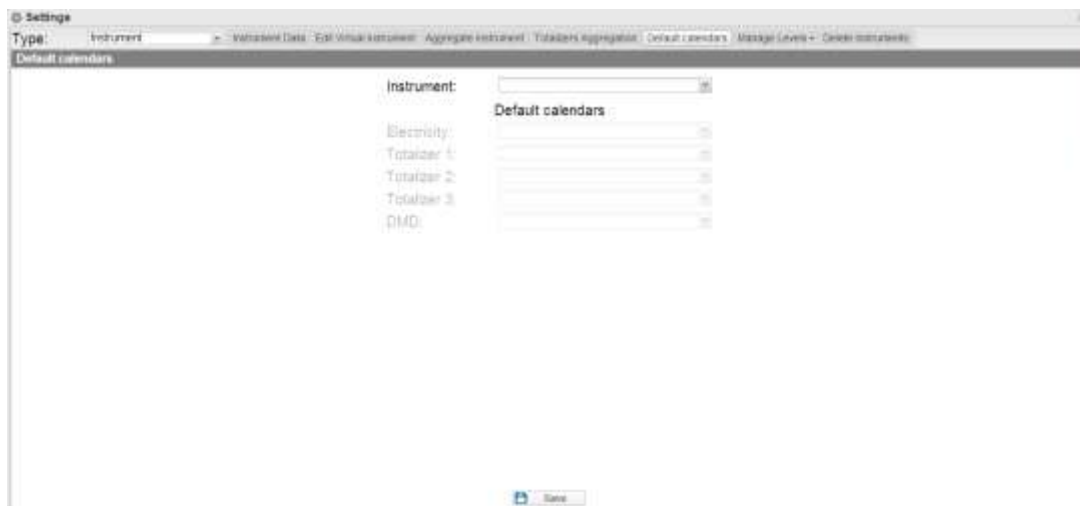 Settings
Type: Instrument Instrument Data Edit Virtual Instrument Aggregate Instrument Totalizers Aggregation Default calendars Manage Levels Delete Instruments
Default calendars
Instrument:
Default calendars
Electricity:
Totalizer 1:
Totalizer 2:
Totalizer 3:
DMD:
Save